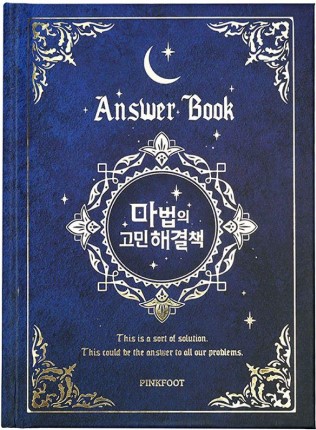 Answer Book
마법의
고민해결책
This is a sort of solution.
This could be the answer to all our problems.
PINKFOOT